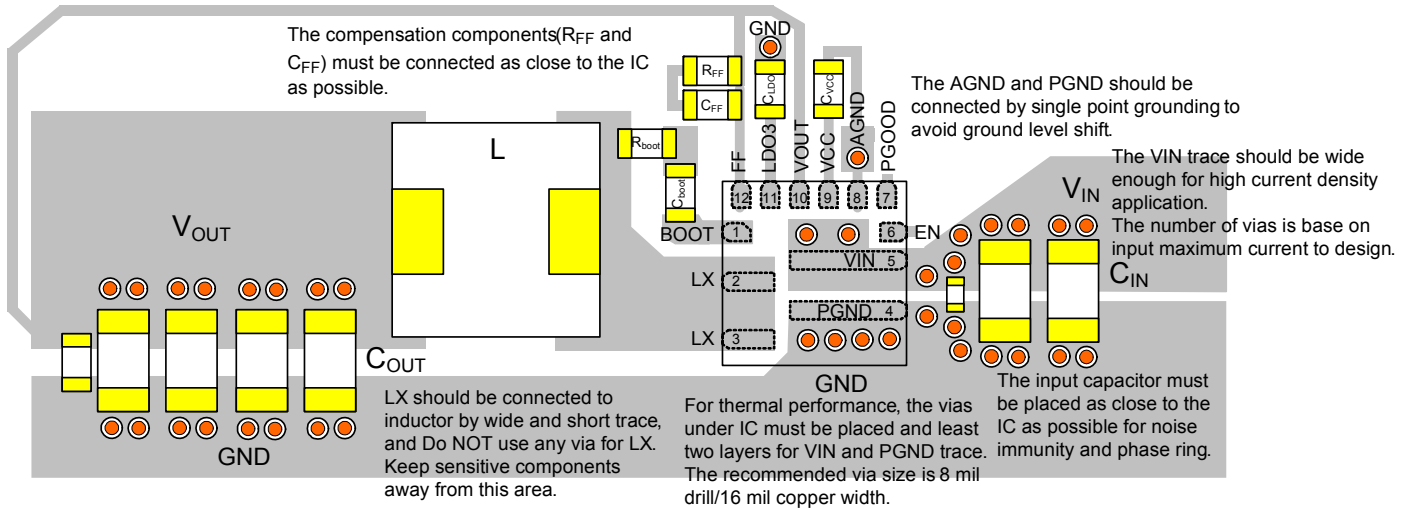 The compensation components(RFF and
CFF) must be connected as close to the IC
as possible.
GND
RFF
CFF
CLDO
CVCC
AGND
PGOOD
FF
LDO3
VOUT
VCC
The AGND and PGND should be
connected by single point grounding to
avoid ground level shift.
The VIN trace should be wide
enough for high current density
application.
The number of vias is base on
input maximum current to design.
VIN
CIN
L
Rboot
Cboot
12
11
10
9
8
7
BOOT
1
6
EN
VIN
5
LX
2
PGND
4
LX
3
VOUT
COUT
GND
LX should be connected to
inductor by wide and short trace,
and Do NOT use any via for LX.
Keep sensitive components
away from this area.
GND
For thermal performance, the vias
under IC must be placed and least
two layers for VIN and PGND trace.
The recommended via size is 8 mil
drill/16 mil copper width.
The input capacitor must
be placed as close to the
IC as possible for noise
immunity and phase ring.